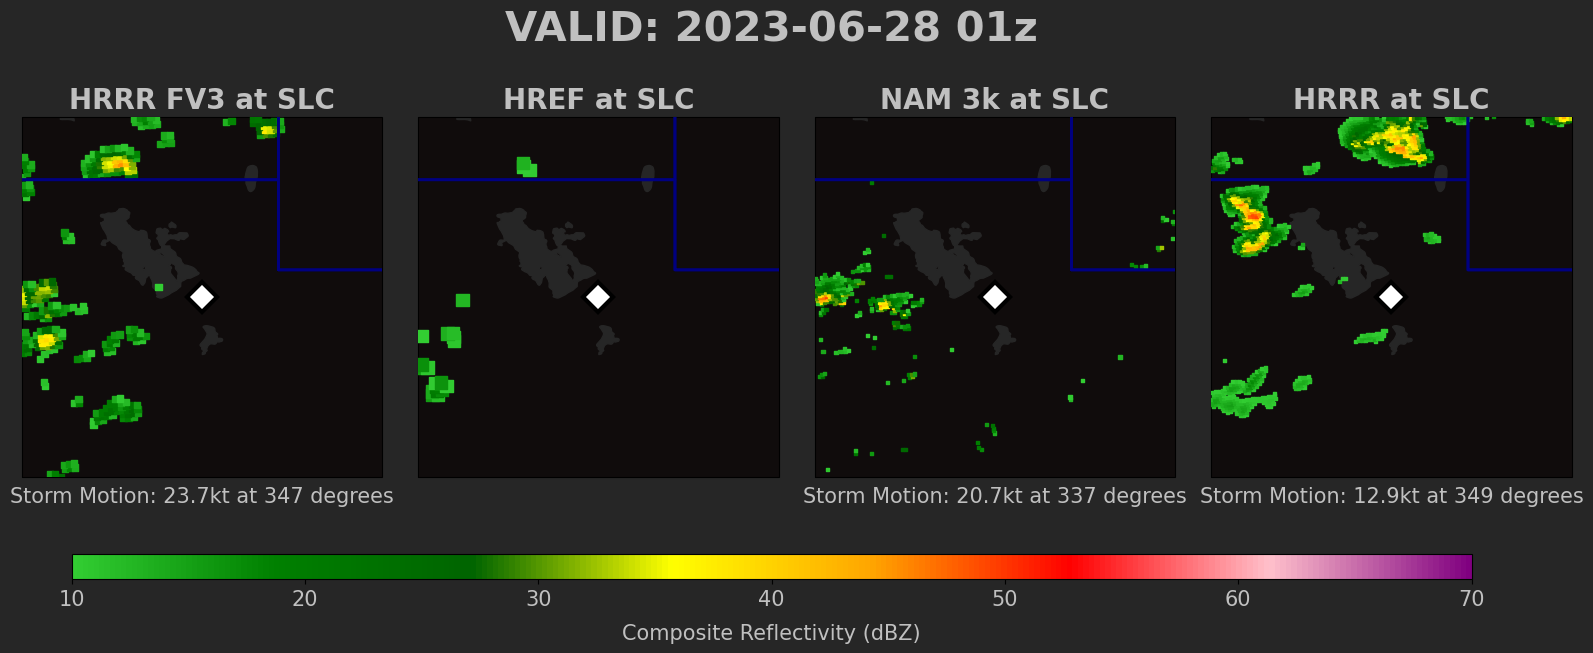 VALID: 2023-06-28 01z
HRRR FV3 at SLC
HREF at SLC
NAM 3k at SLC
HRRR at SLC
Storm Motion: 23.7kt at 347 degrees
Storm Motion: 20.7kt at 337 degrees
Storm Motion: 12.9kt at 349 degrees
10 20 30 40 50 60 70
Composite Reflectivity (dBZ)